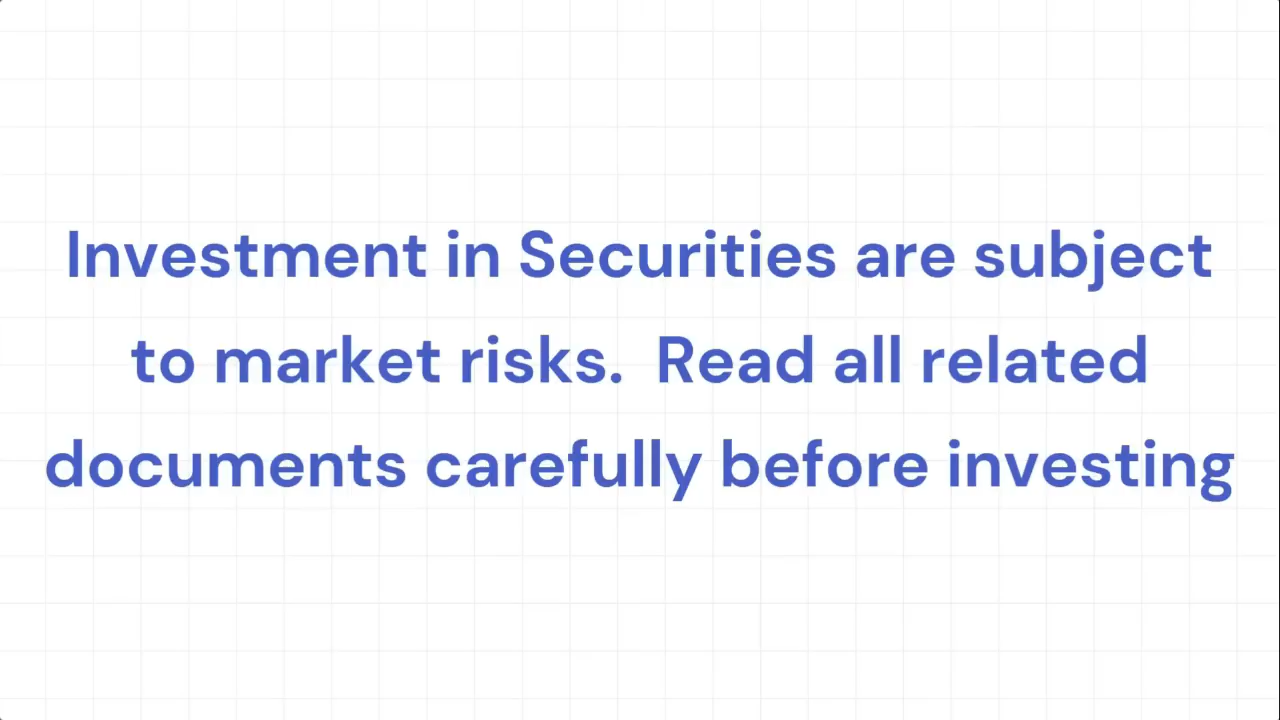 Investment in Securities are subject
to market risks.  Read all related
documents carefully before investing